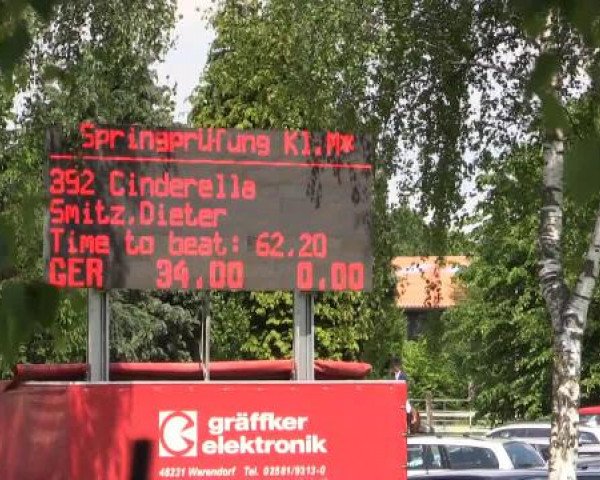 Springprüfung Kl.M*
392 Cinderella
Smitz,Dieter
Time to beat: 62.20
GER 34.00 0.00
gräffker
elektronik
48231 Warendorf Tel. 02581/9313-0